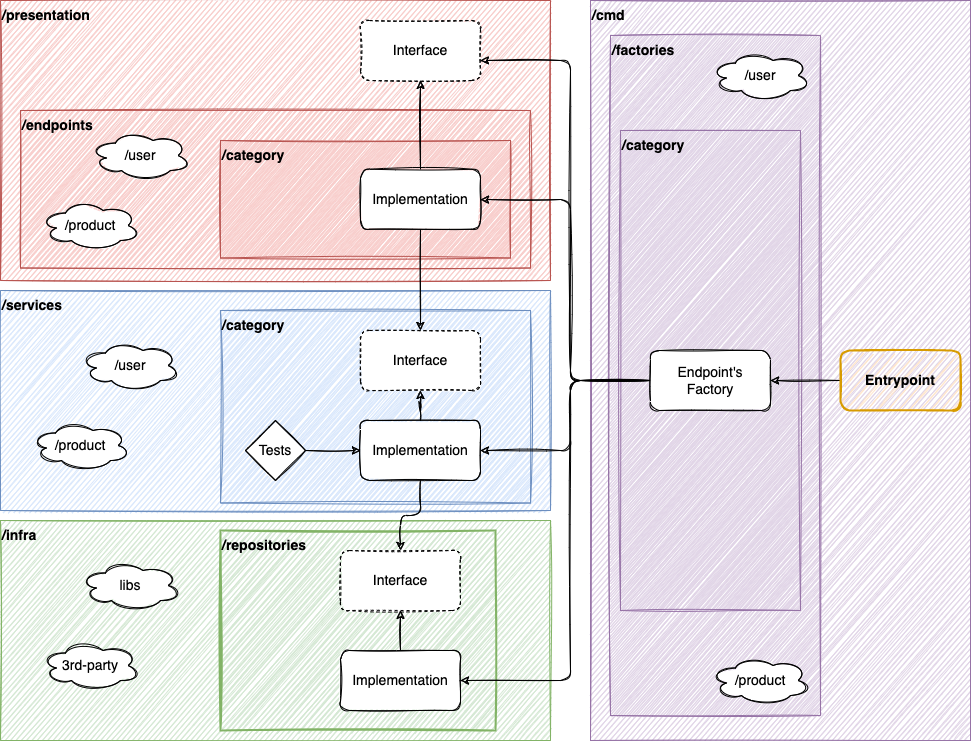 /presentation
Interface
/endpoints
/user
/category
/product
Implementation
/services
/category
Interface
/user
/product
Tests
Implementation
/infra
/repositories
libs
Interface
3rd-party
Implementation
/cmd
/factories
/user
/category
Endpoint's
Factory
Entrypoint
/product